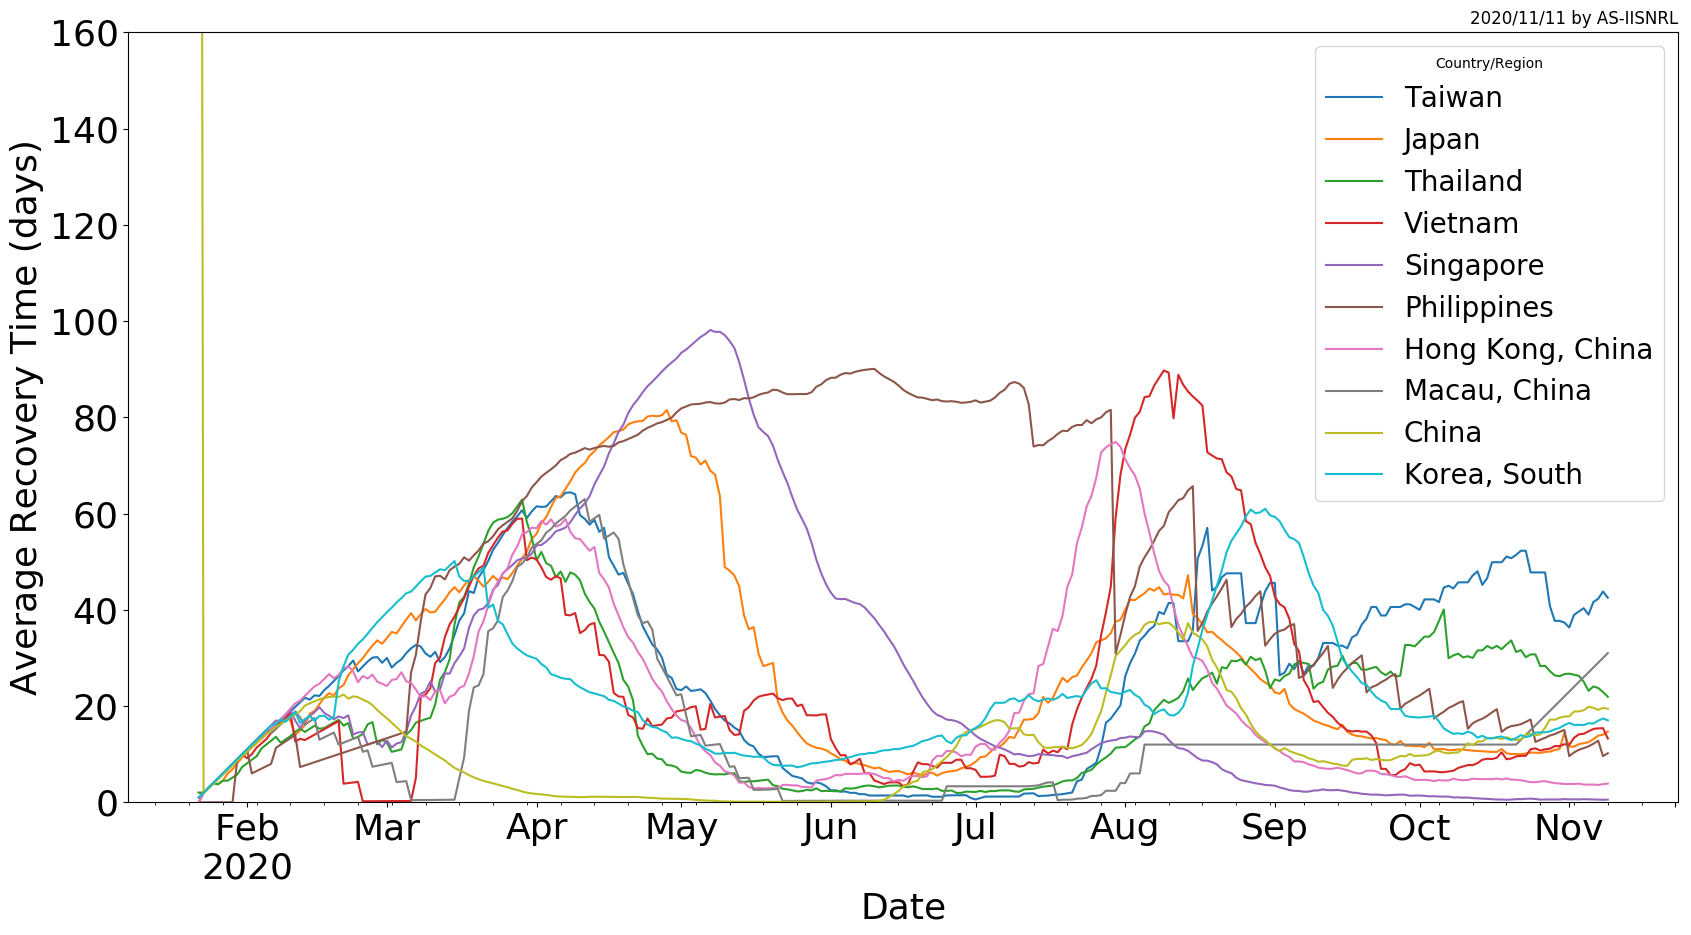 2020/11/11 by AS-IISNRL
160
140
120
100
80
60
40
20
0
Average Recovery Time (days)
Country/Region
Taiwan
Japan
Thailand
Vietnam
Singapore
Philippines
Hong Kong, China
Macau, China
China
Korea, South
Feb Mar Apr May Jun Jul Aug Sep Oct Nov
2020
Date